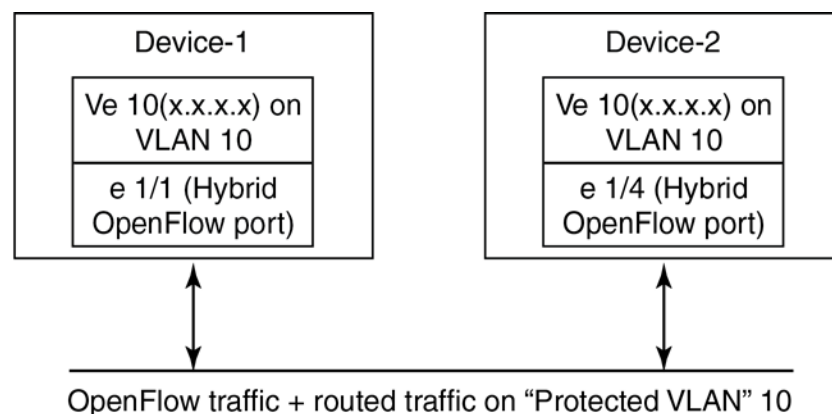 Device-1
Ve 10(x.x.x.x) on
VLAN 10
e 1/1 (Hybrid
OpenFlow port)
Device-2
Ve 10(x.x.x.x) on
VLAN 10
e 1/4 (Hybrid
OpenFlow port)
OpenFlow traffic + routed traffic on “Protected VLAN” 10